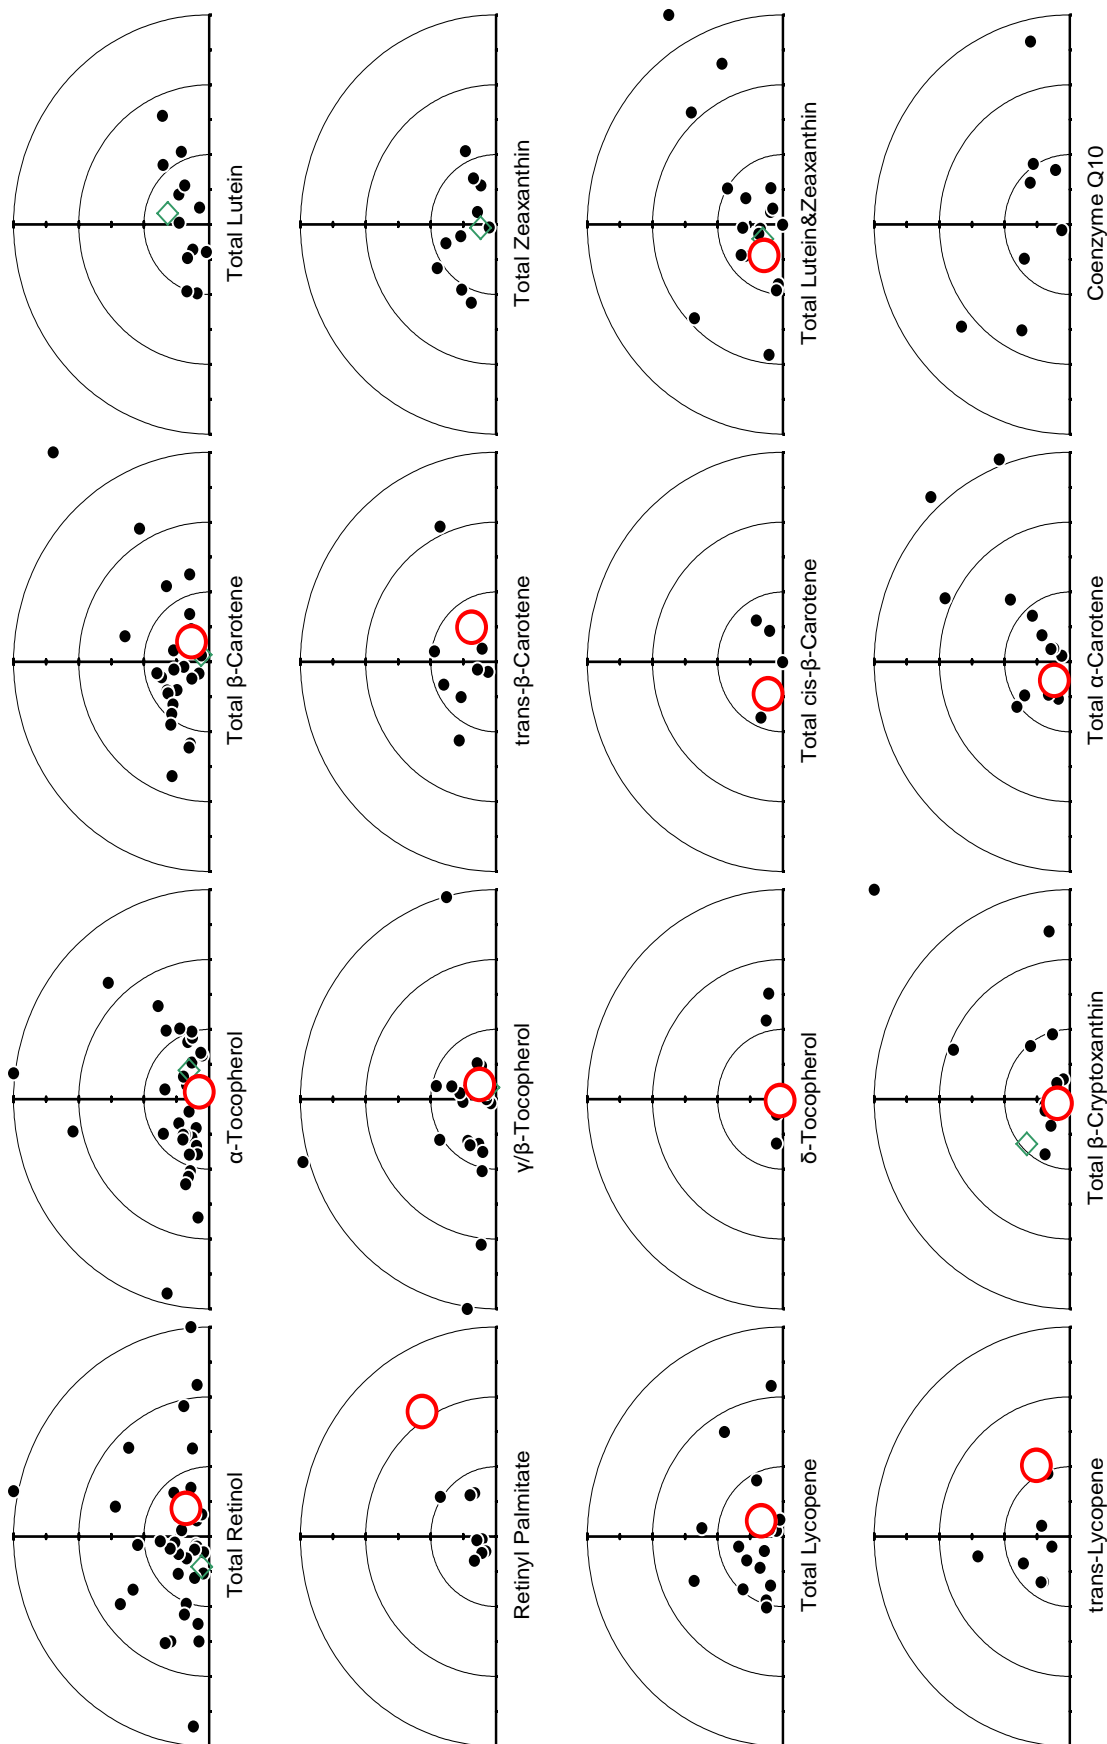 Total Retinol
α-Tocopherol
Total β-Carotene
Total Lutein
Retinyl Palmitate
γ/β-Tocopherol
trans-β-Carotene
Total Zeaxanthin
Total Lycopene
δ-Tocopherol
Total cis-β-Carotene
Total Lutein&Zeaxanthin
trans-Lycopene
Total β-Cryptoxanthin
Total α-Carotene
Coenzyme Q10